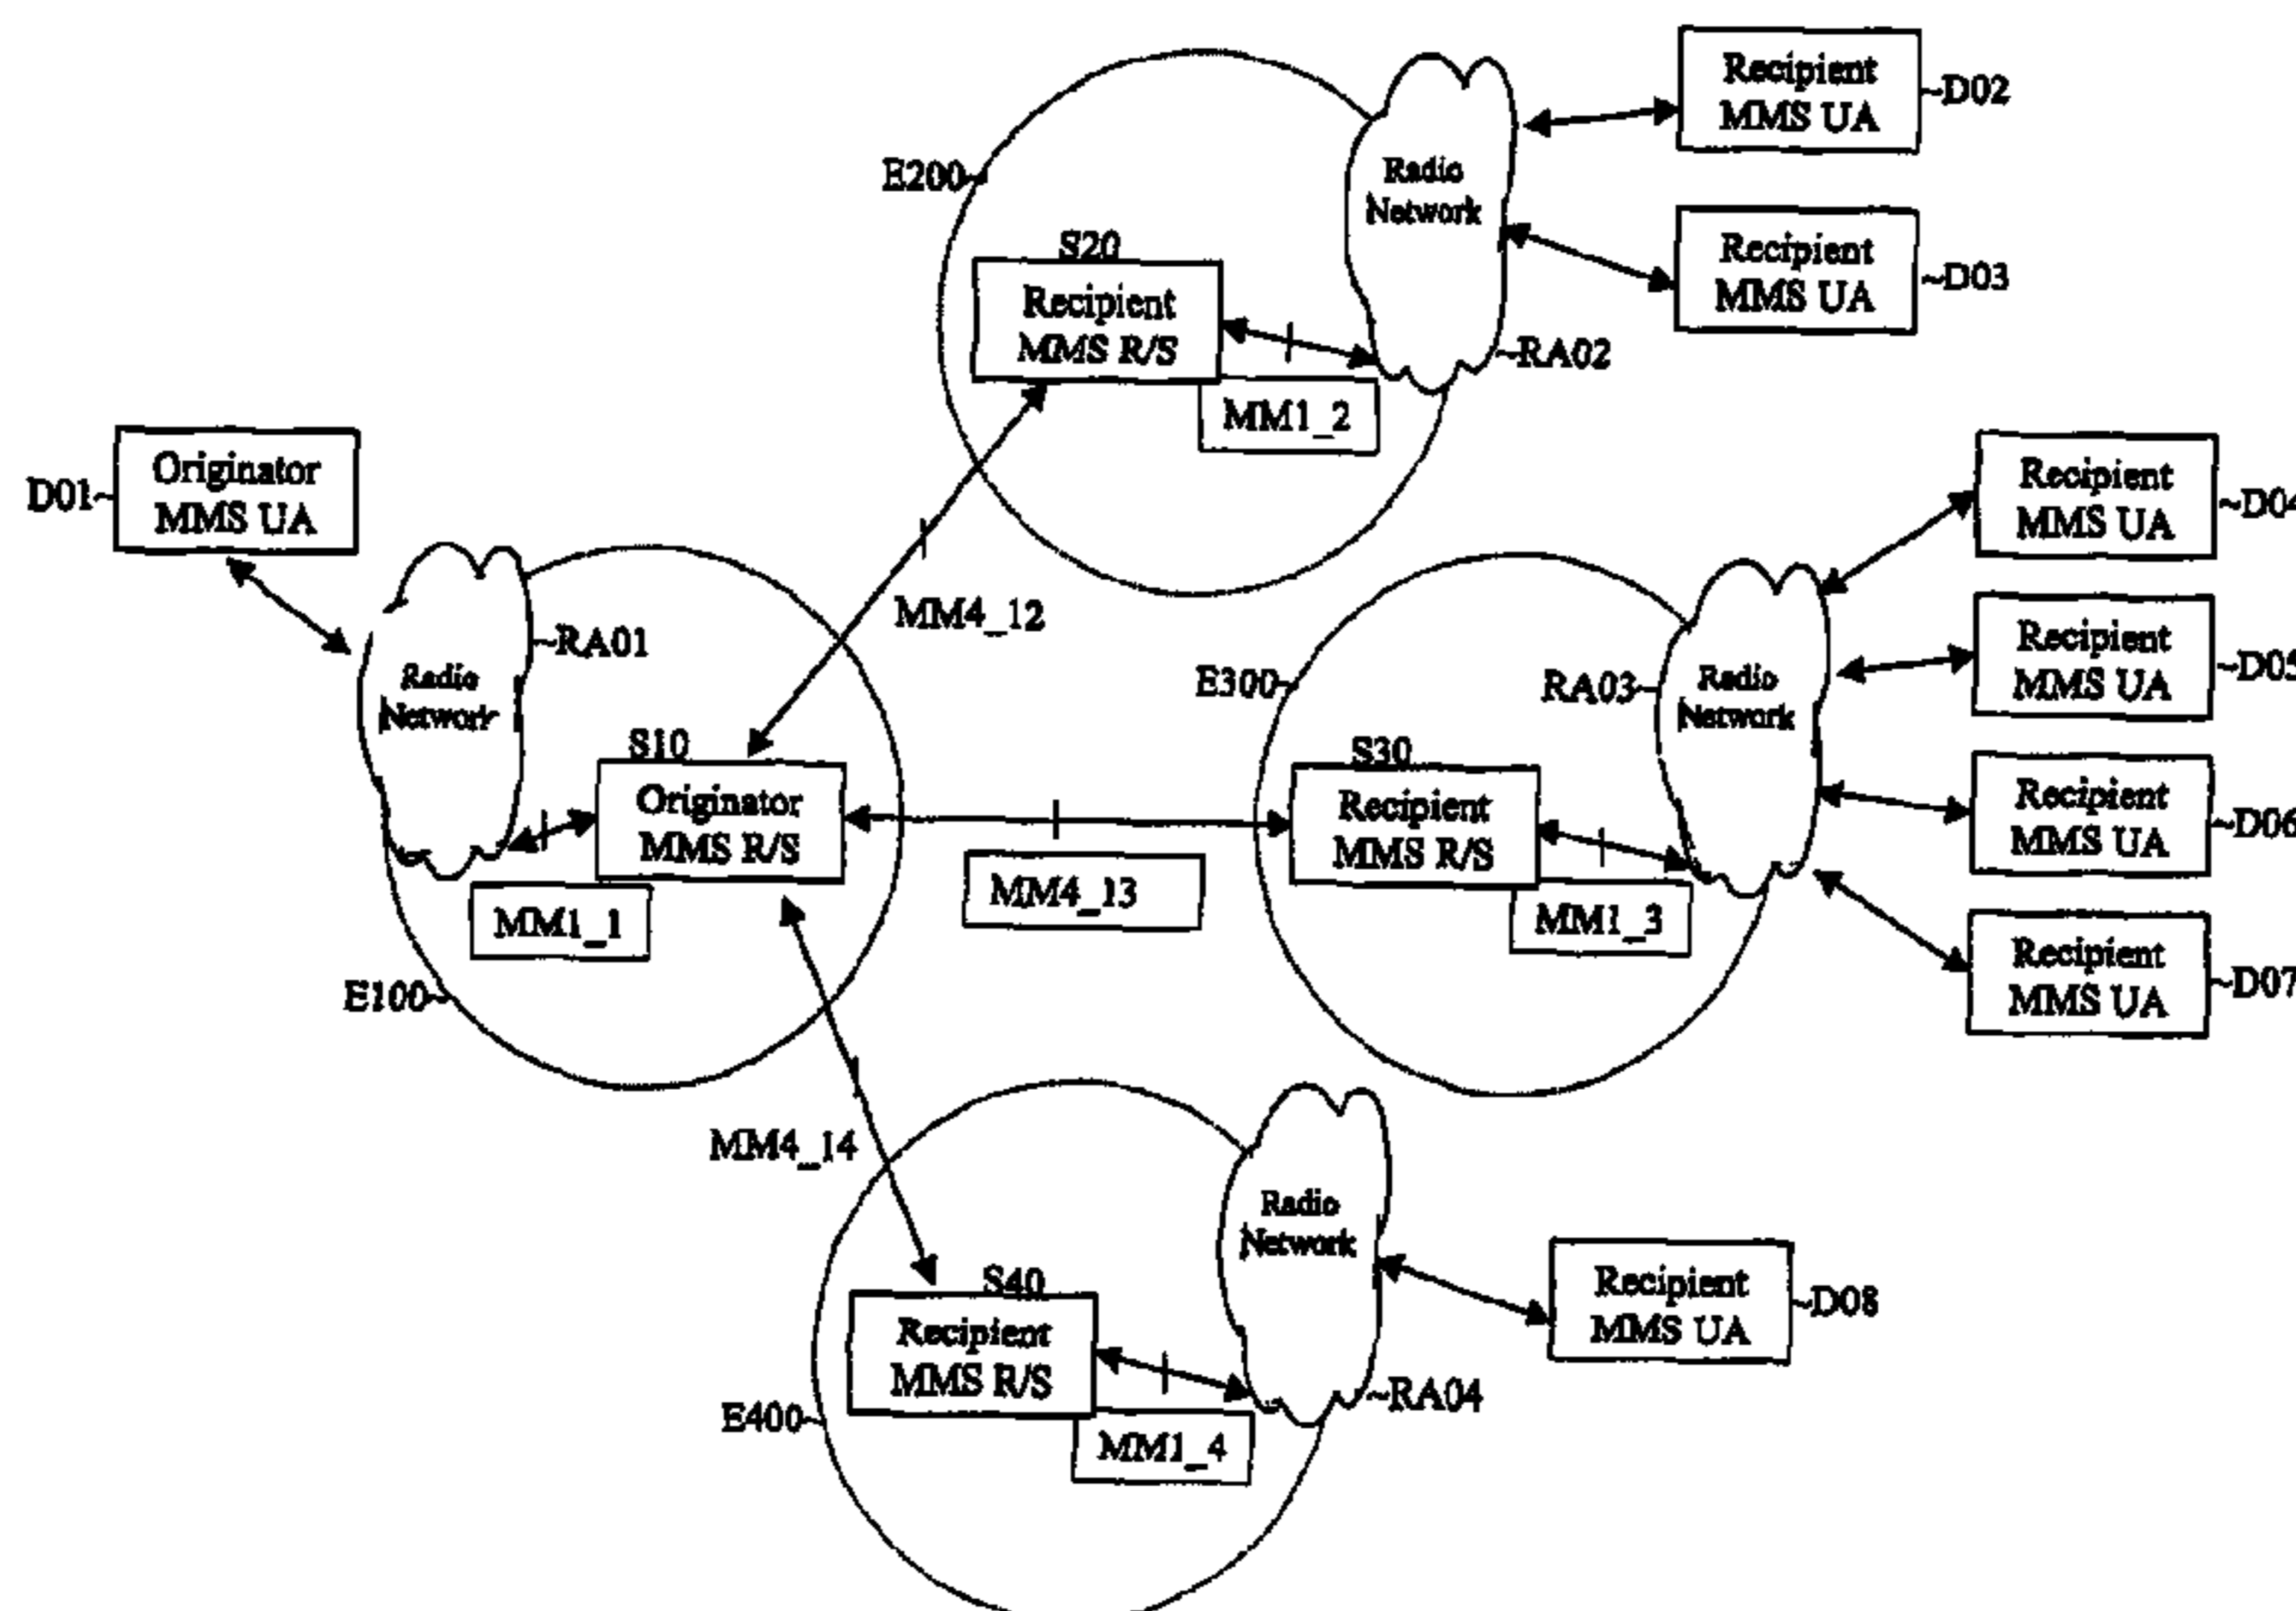 Recipient
MMS UA
~D02
Radio
Network
E200~
Recipient
MMS UA
~D03
S20
Recipient
MMS R/S
~RA02
MM1_2
D01~
Originator
MMS UA
Recipient
MMS UA
~D04
MM4_12
~RA01
Radio
Network
E300~
RA03~
Radio
Network
Recipient
MMS UA
~D05
S10
Originator
MMS R/S
S30
Recipient
MMS R/S
Recipient
MMS UA
~D06
MM1_1
MM4_13
MM1_3
E100~
Recipient
MMS UA
~D07
MM4_14
Radio
Network
S40
Recipient
MMS R/S
Recipient
MMS UA
~D08
E400~
~RA04
MM1_4